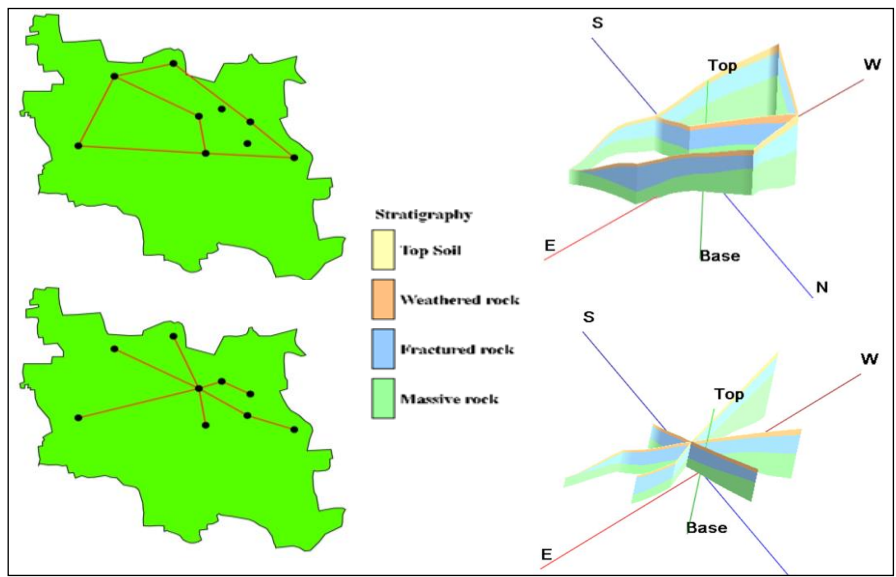 S
W
Top
E
Base
N
Stratigraphy
Top Soil
Weathered rock
Fractured rock
Massive rock
S
W
Top
Base
E